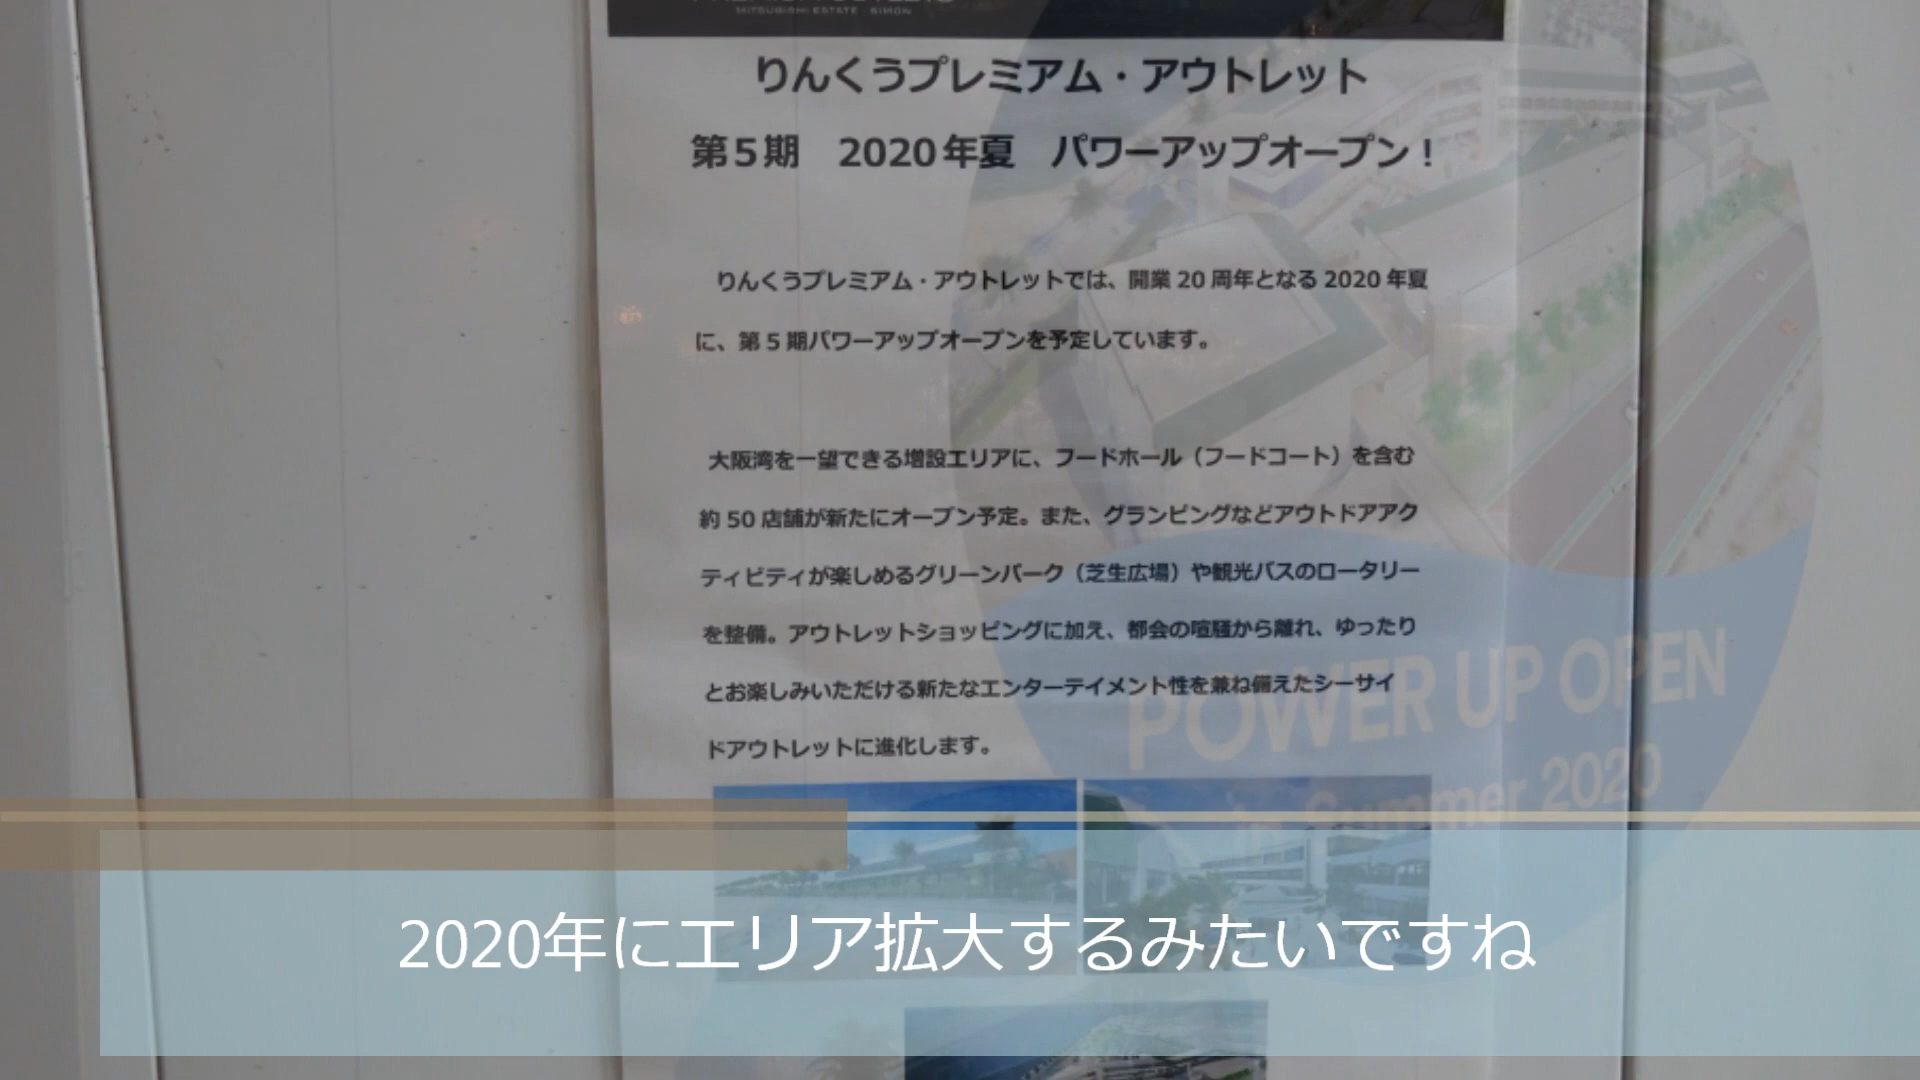 MITSUBISHI ESTATE · SIMON
りんくうプレミアム・アウトレット
第5期　2020年夏　パワーアップオープン！
りんくうプレミアム・アウトレットでは、開業20周年となる2020年夏
に、第5期パワーアップオープンを予定しています。
大阪湾を一望できる増設エリアに、フードホール（フードコート）を含む
約50店舗が新たにオープン予定。また、グランピングなどアウトドアアク
ティビティが楽しめるグリーンパーク（芝生広場）や観光バスのロータリー
を整備。アウトレットショッピングに加え、都会の喧騒から離れ、ゆったり
とお楽しみいただける新たなエンターテイメント性を兼ね備えたシーサイ
ドアウトレットに進化します。
POWER UP OPEN
Summer 2020
2020年にエリア拡大するみたいですね